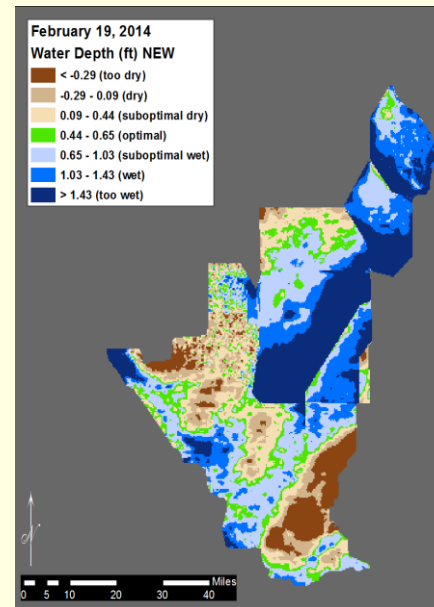 February 19, 2014
Water Depth (ft) NEW
< -0.29 (too dry)
-0.29 - 0.09 (dry)
0.09 - 0.44 (suboptimal dry)
0.44 - 0.65 (optimal)
0.65 - 1.03 (suboptimal wet)
1.03 - 1.43 (wet)
> 1.43 (too wet)
N
Miles
0 5 10 20 30 40